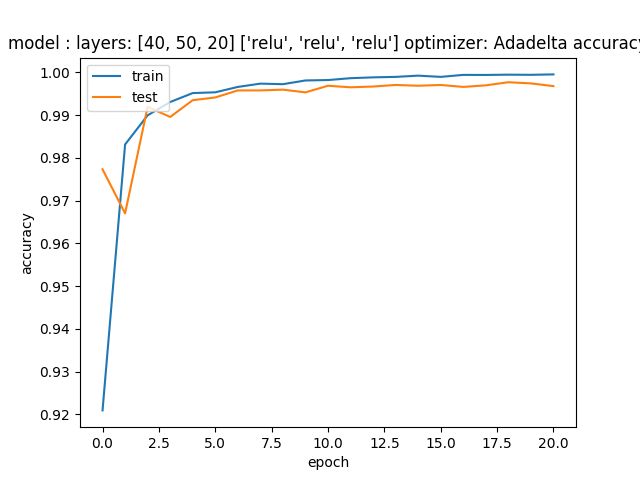 model : layers: [40, 50, 20] ['relu', 'relu', 'relu'] optimizer: Adadelta accuracy
train
test
1.00
0.99
0.98
0.97
0.96
0.95
0.94
0.93
0.92
accuracy
0.0 2.5 5.0 7.5 10.0 12.5 15.0 17.5 20.0
epoch